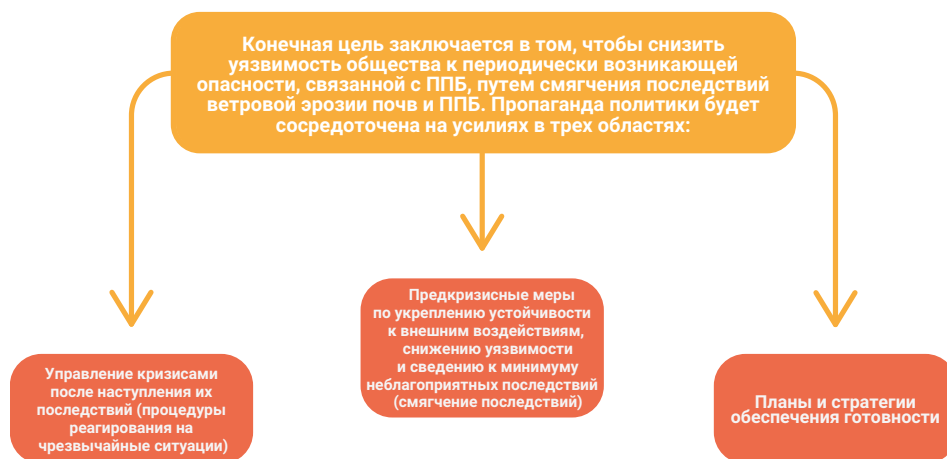 Конечная цель заключается в том, чтобы снизить
уязвимость общества к периодически возникающей
опасности, связанной с ППБ, путем смягчения последствий
ветровой эрозии почв и ППБ. Пропаганда политики будет
сосредоточена на усилиях в трех областях:
Управление кризисами
после наступления их
последствий (процедуры
реагирования на
чрезвычайные ситуации)
Предкризисные меры
по укреплению устойчивости
к внешним воздействиям,
снижению уязвимости
и сведению к минимуму
неблагоприятных последствий
(смягчение последствий)
Планы и стратегии
обеспечения готовности